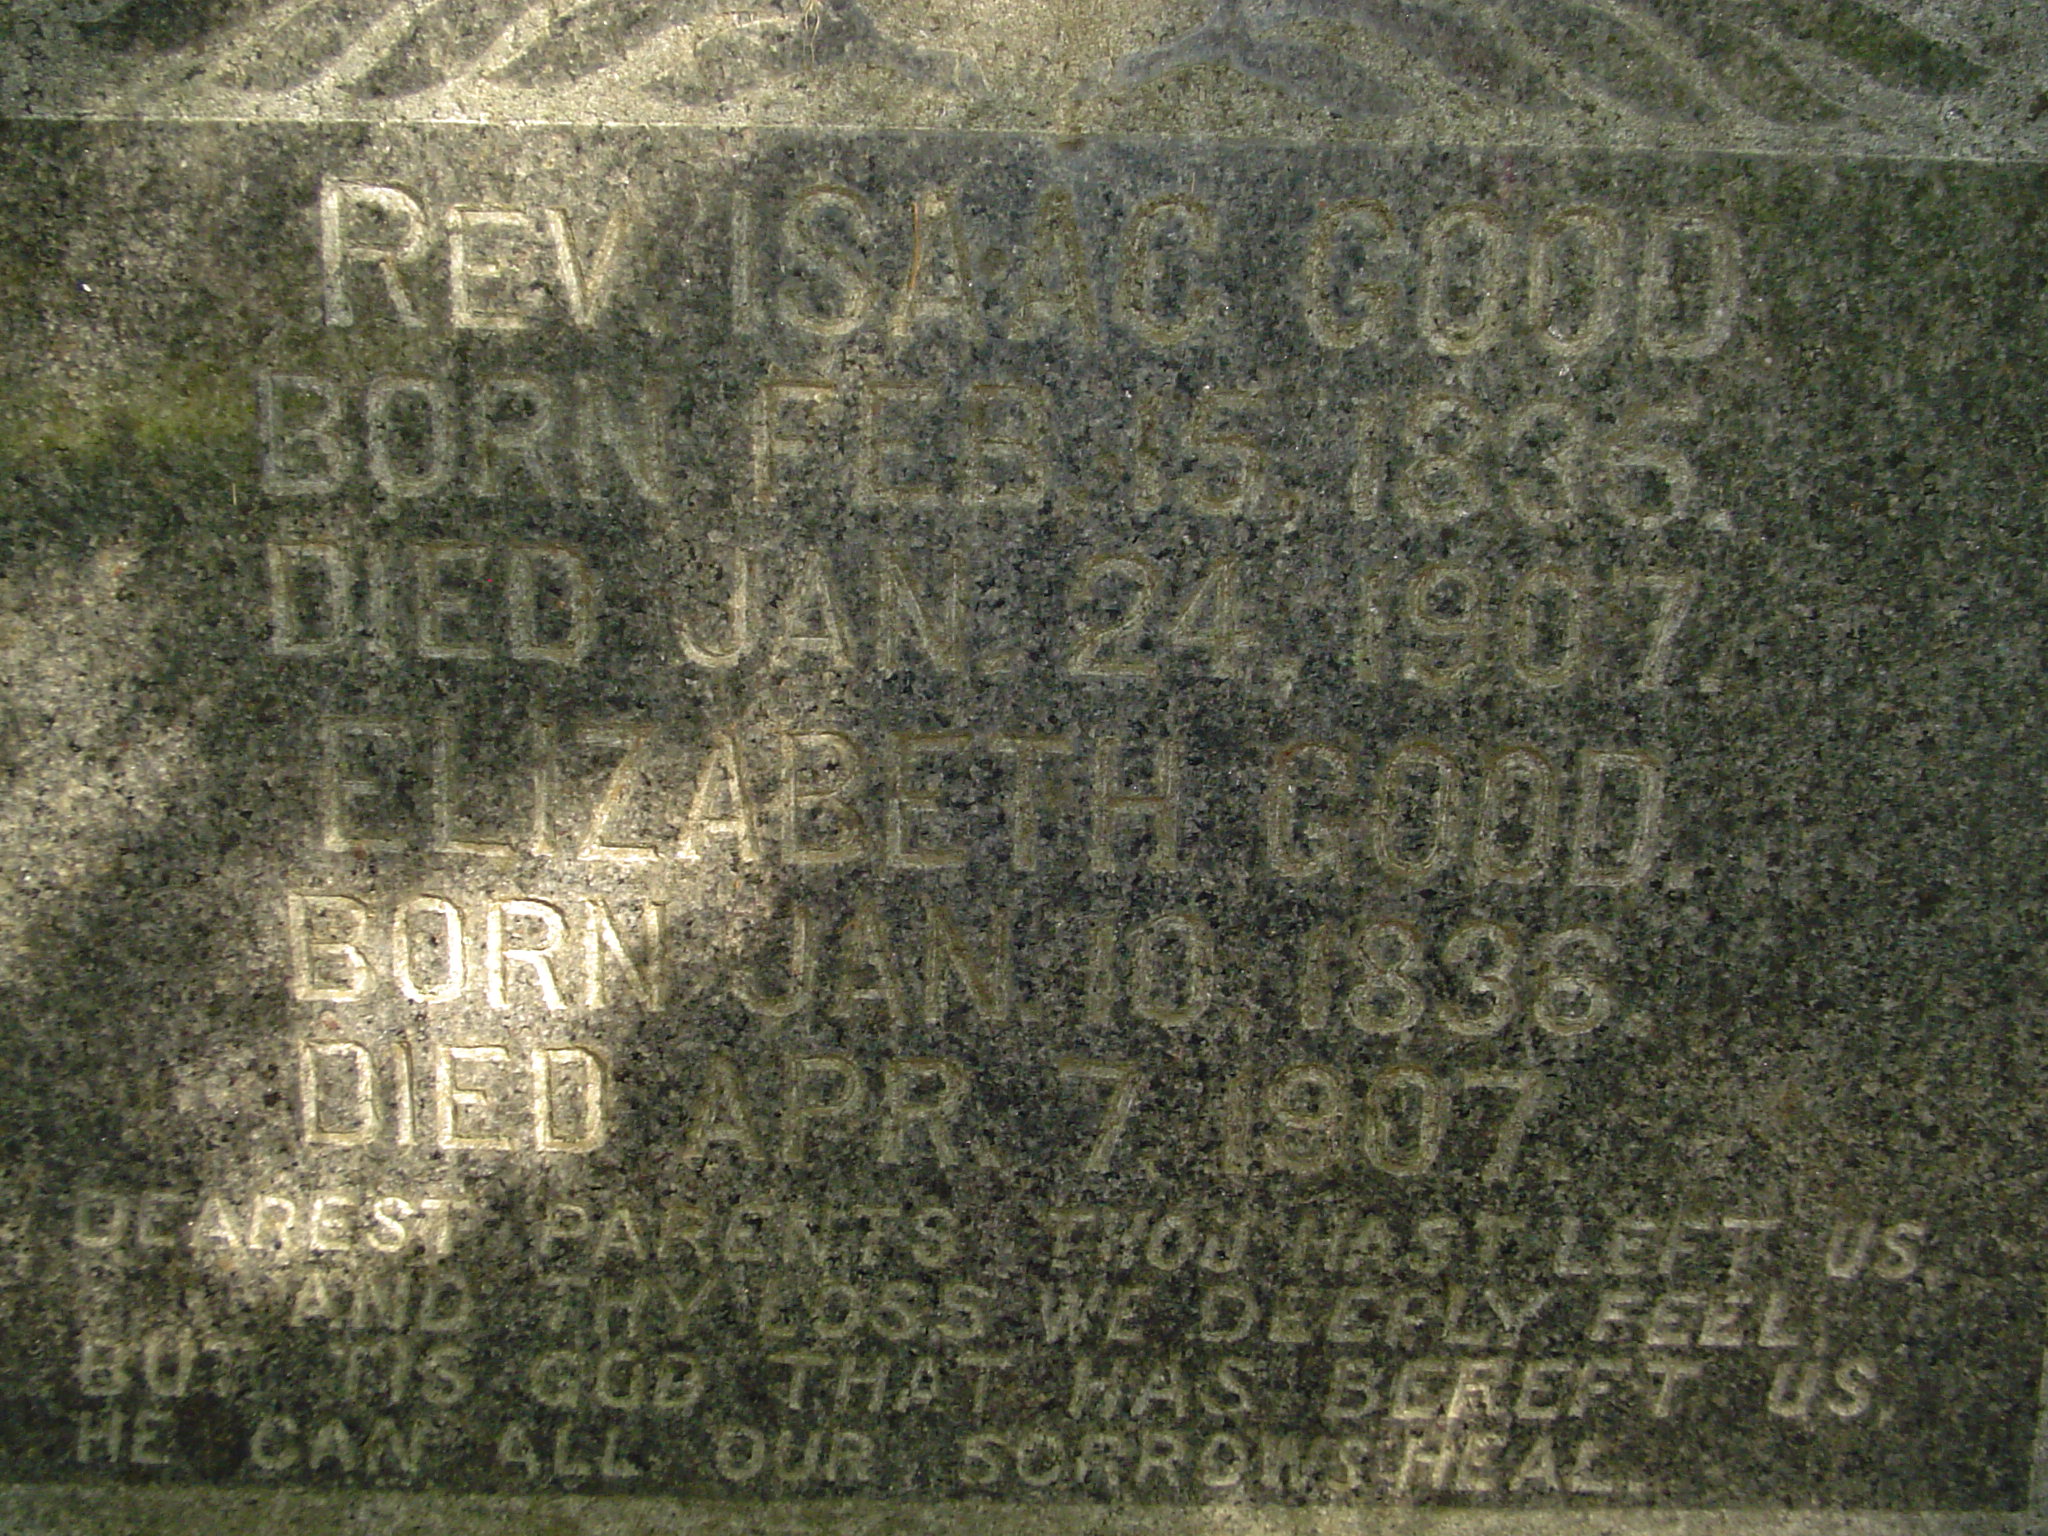 REV. ISAAC GOOD
BORN FEB. 15, 1835,
DIED JAN. 24, 1907.
ELIZABETH GOOD.
BORN JAN. 10, 1836
DIED APR. 7 1907.
DEAREST PARENTS THOU HAST LEFT US,
AND THY LOSS WE DEEPLY FEEL,
BUT TIS GOD THAT HAS BEREFT US,
HE CAN ALL OUR SORROWS HEAL.